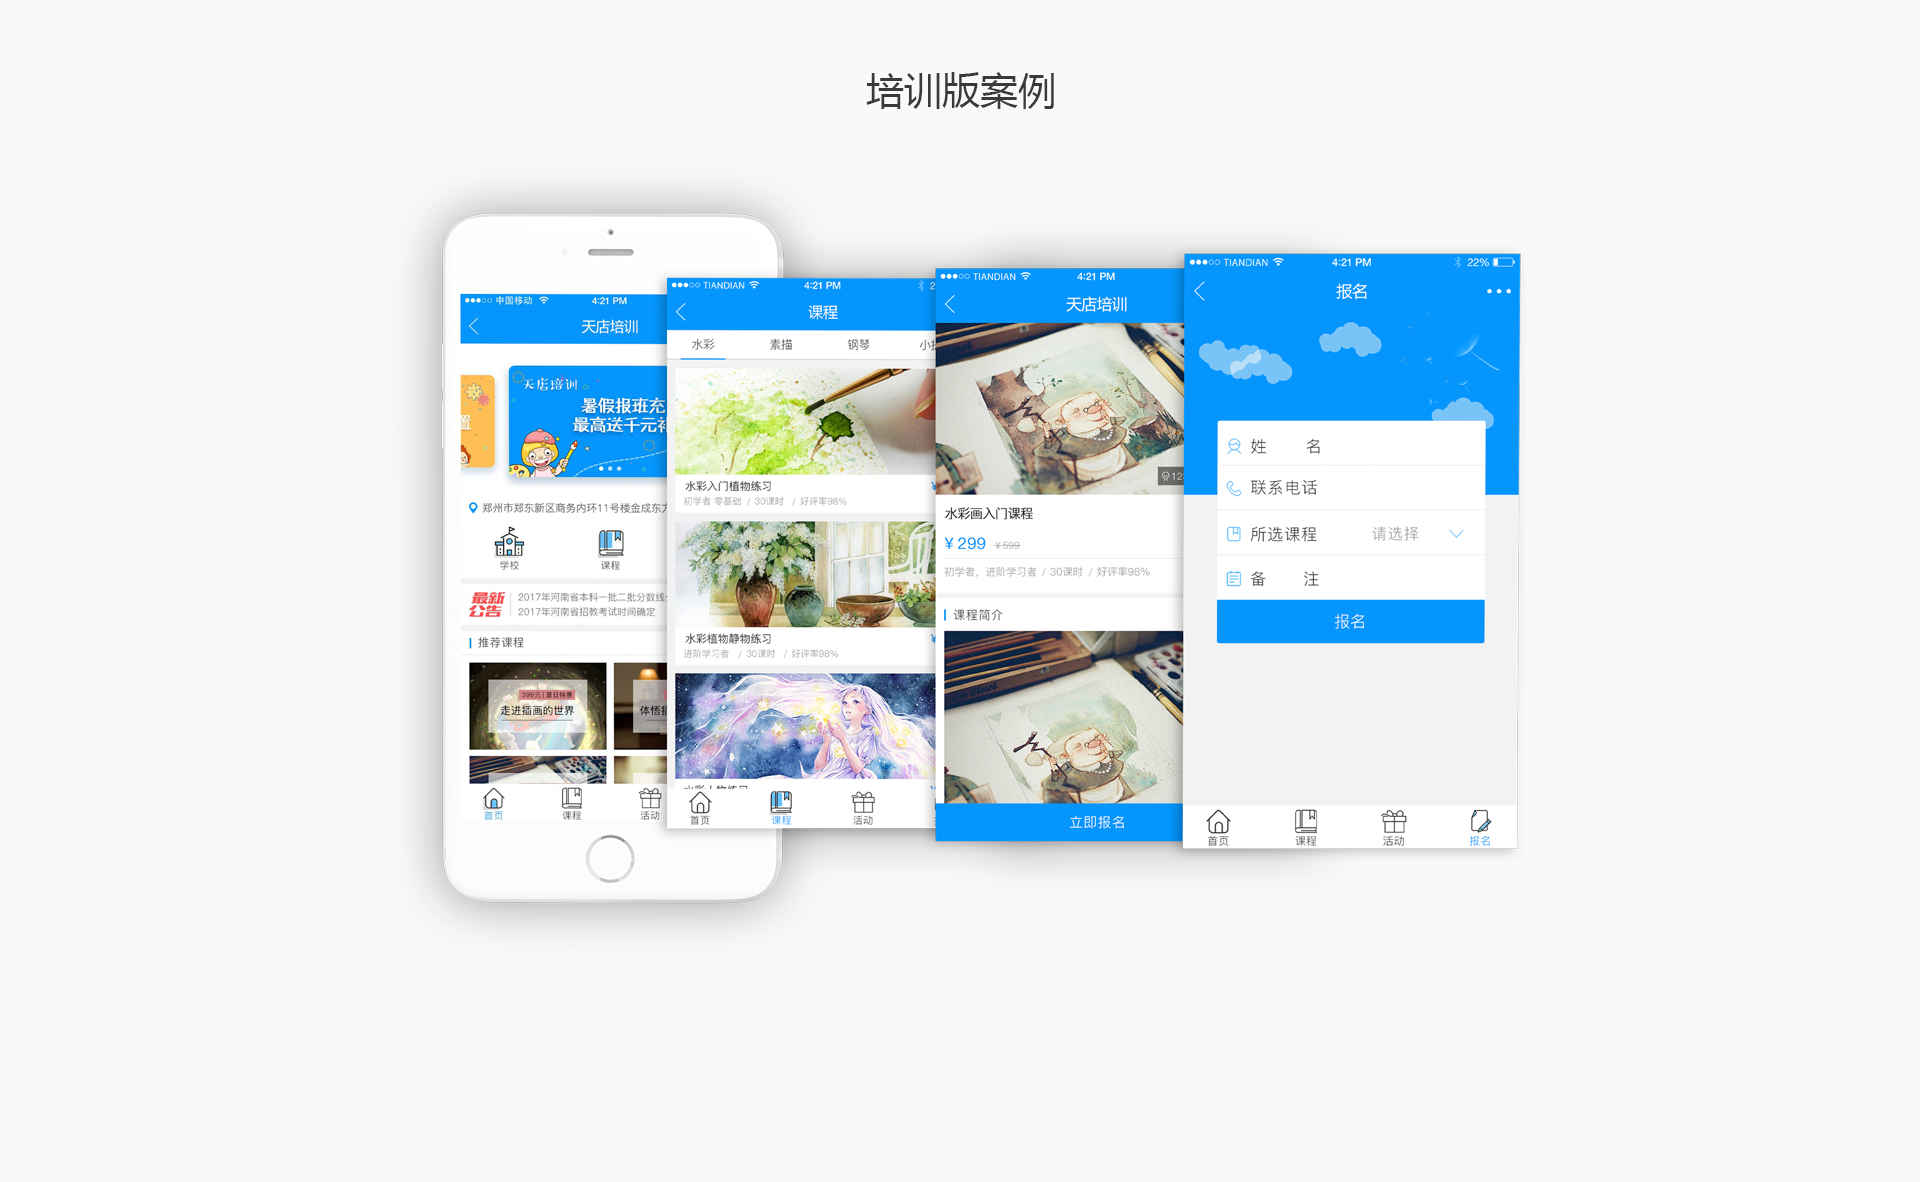 培训版案例
中国移动
4:21 PM
天店培训
天店培训
暑假报班充
最高送千元
郑州市郑东新区商务内环11号楼金成东方
学校
课程
最新
公告
2017年河南省本科一批二批分数线
2017年河南省招教考试时间确定
推荐课程
399元|夏日特惠
走进插画的世界
体悟
首页
课程
活动
TIANDIAN
4:21 PM
课程
水彩
素描
钢琴
小
水彩入门植物练习
¥
初学者 零基础 / 30课时 / 好评率98%
水彩植物静物练习
¥
进阶学习者 / 30课时 / 好评率98%
首页
课程
活动
TIANDIAN
4:21 PM
天店培训
12
水彩画入门课程
¥ 299 ¥599
初学者，进阶学习者 / 30课时 / 好评率98%
课程简介
立即报名
TIANDIAN
4:21 PM
22%
报名
姓 名
联系电话
所选课程 请选择
备 注
报名
首页
课程
活动
报名